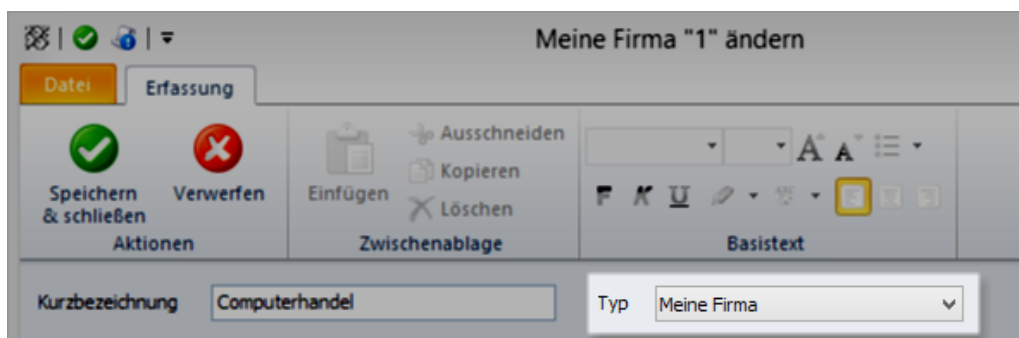 Meine Firma "1" ändern
Datei Erfassung
Speichern & schließen
Verwerfen
Aktionen
Einfügen
Ausschneiden
Kopieren
Löschen
Zwischenablage
A A
F K U
Basistext
Kurzbezeichnung Computerhandel Typ Meine Firma